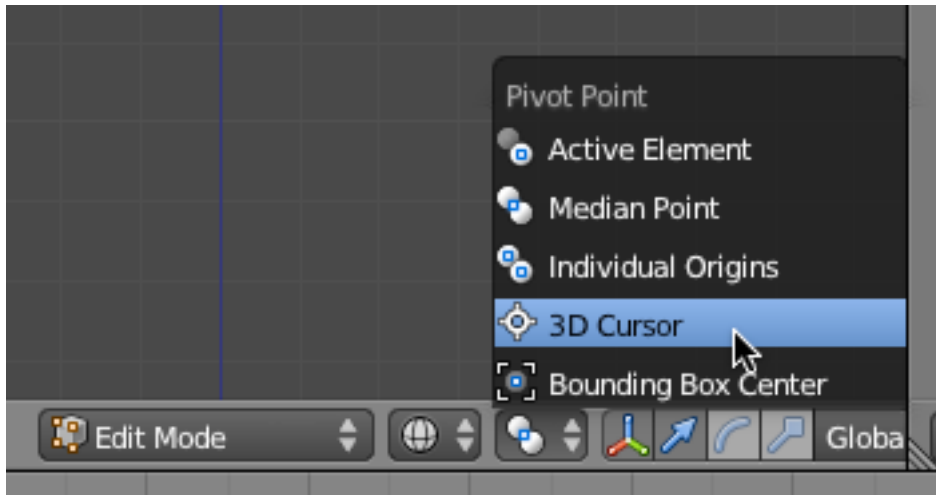 Pivot Point
Active Element
Median Point
Individual Origins
3D Cursor
Bounding Box Center
Edit Mode
Globa